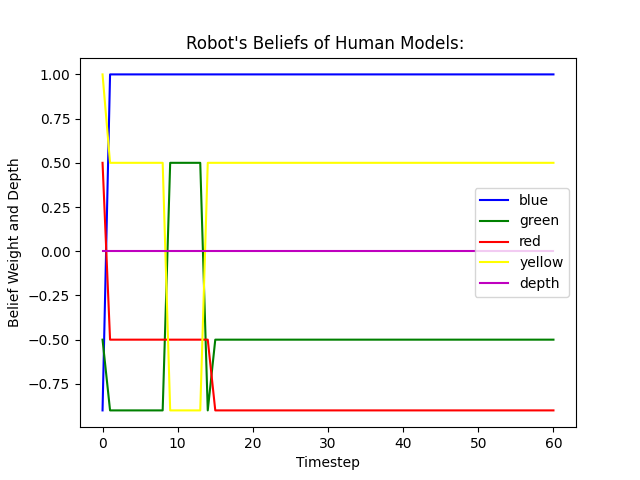 Robot's Beliefs of Human Models:
Belief Weight and Depth
1.00
0.75
0.50
0.25
0.00
−0.25
−0.50
−0.75
blue
green
red
yellow
depth
0 10 20 30 40 50 60
Timestep